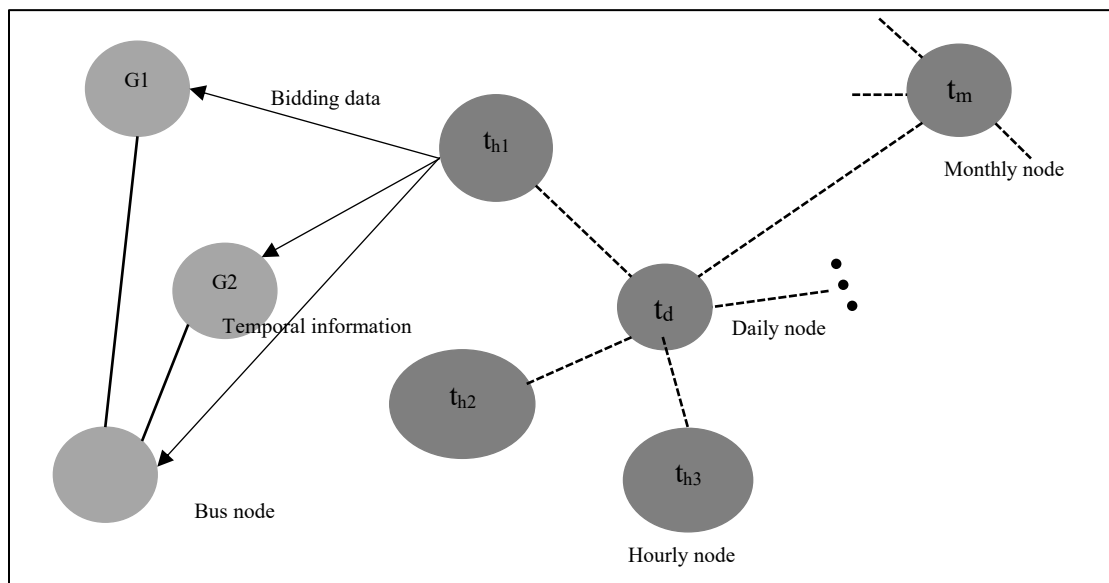 G1
Bidding data
t_h1
t_m
Monthly node
G2
Temporal information
t_d
Daily node
t_h2
t_h3
Bus node
Hourly node